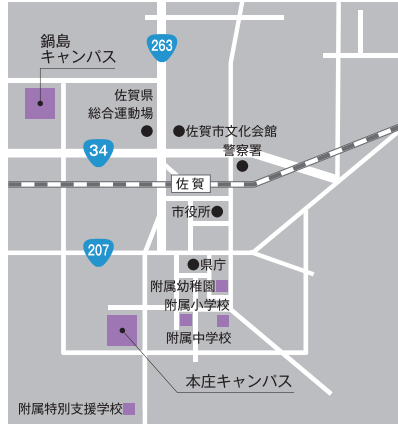 鍋島
キャンパス
263
佐賀県
総合運動場
佐賀市文化会館
警察署
34
佐賀
市役所
207
県庁
附属幼稚園
附属小学校
附属中学校
本庄キャンパス
附属特別支援学校